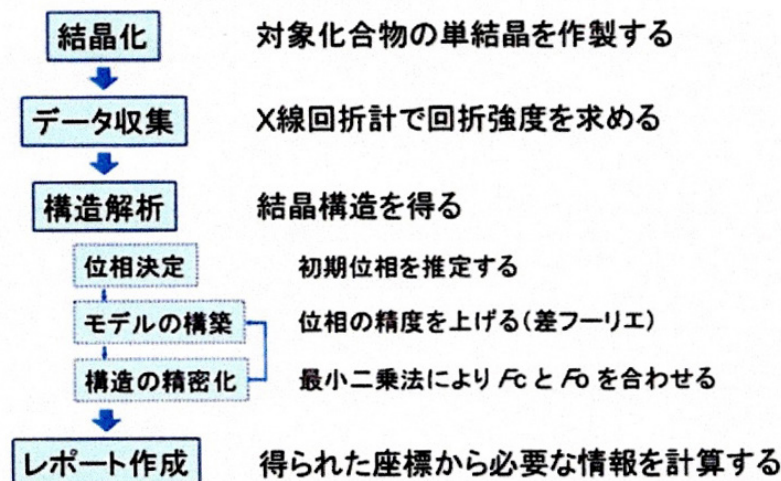 結晶化 対象化合物の単結晶を作製する
データ収集 X線回折計で回折強度を求める
構造解析 結晶構造を得る
位相決定 初期位相を推定する
モデルの構築 位相の精度を上げる(差フーリエ)
構造の精密化 最小二乗法により Fc と Fo を合わせる
レポート作成 得られた座標から必要な情報を計算する